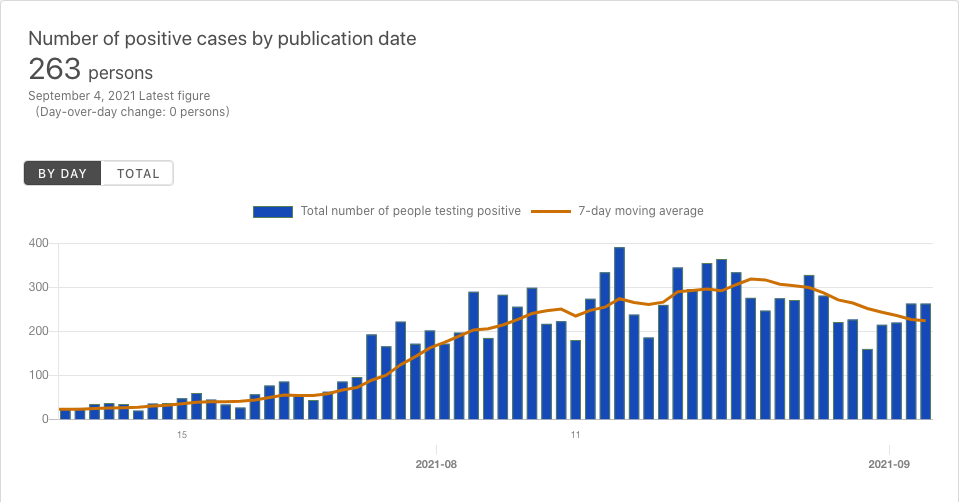 Number of positive cases by publication date
263 persons
September 4, 2021 Latest figure
(Day-over-day change: 0 persons)
BY DAY TOTAL
Total number of people testing positive 7-day moving average
400
300
200
100
0
15 11
2021-08 2021-09